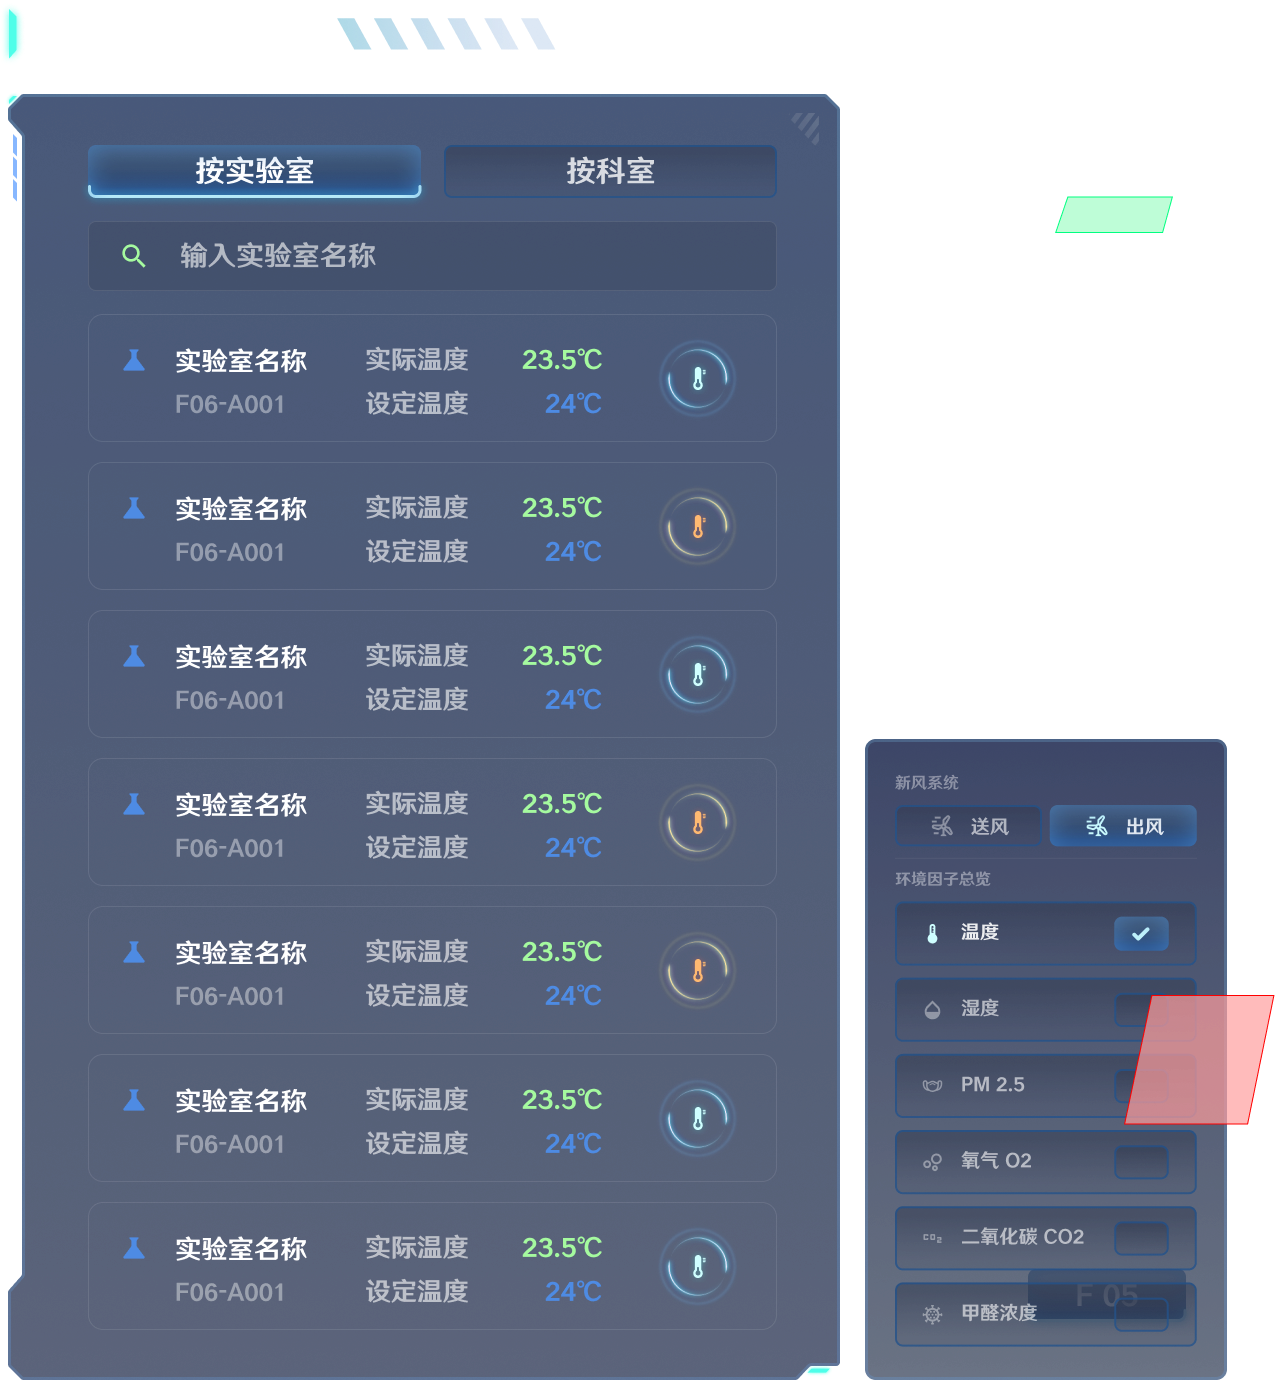 按实验室
按科室
输入实验室名称
实验室名称 实际温度 23.5℃
F06-A001 设定温度 24℃
实验室名称 实际温度 23.5℃
F06-A001 设定温度 24℃
实验室名称 实际温度 23.5℃
F06-A001 设定温度 24℃
实验室名称 实际温度 23.5℃
F06-A001 设定温度 24℃
实验室名称 实际温度 23.5℃
F06-A001 设定温度 24℃
实验室名称 实际温度 23.5℃
F06-A001 设定温度 24℃
实验室名称 实际温度 23.5℃
F06-A001 设定温度 24℃
新风系统
送风
出风
环境因子总览
温度
湿度
PM 2.5
氧气 O2
CO2 二氧化碳 CO2
F 05
甲醛浓度